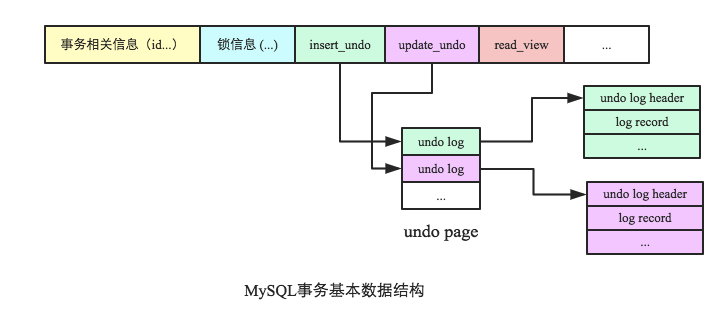 事务相关信息（id...）
锁信息 (...)
insert_undo
update_undo
read_view
...
undo log
undo log
...
undo page
undo log header
log record
...
undo log header
log record
...
MySQL事务基本数据结构